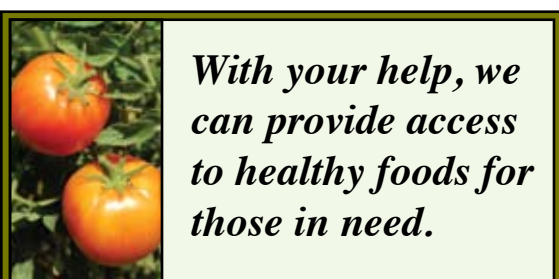 With your help, we
can provide access
to healthy foods for
those in need.